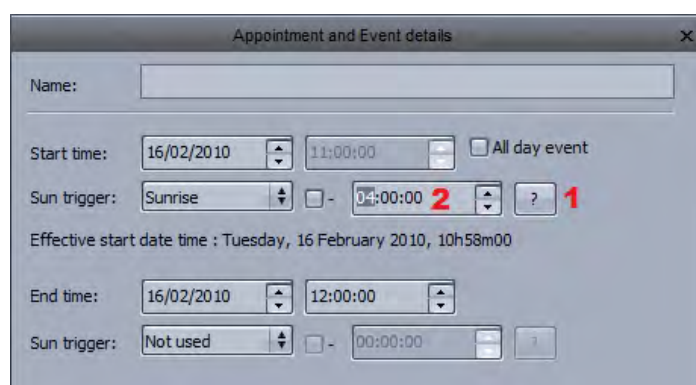 Appointment and Event details ×
Name:
Start time: 16/02/2010 11:00:00 All day event
Sun trigger: Sunrise - 04:00:00 2 ? 1
Effective start date time : Tuesday, 16 February 2010, 10h58m00
End time: 16/02/2010 12:00:00
Sun trigger: Not used - 00:00:00 ?